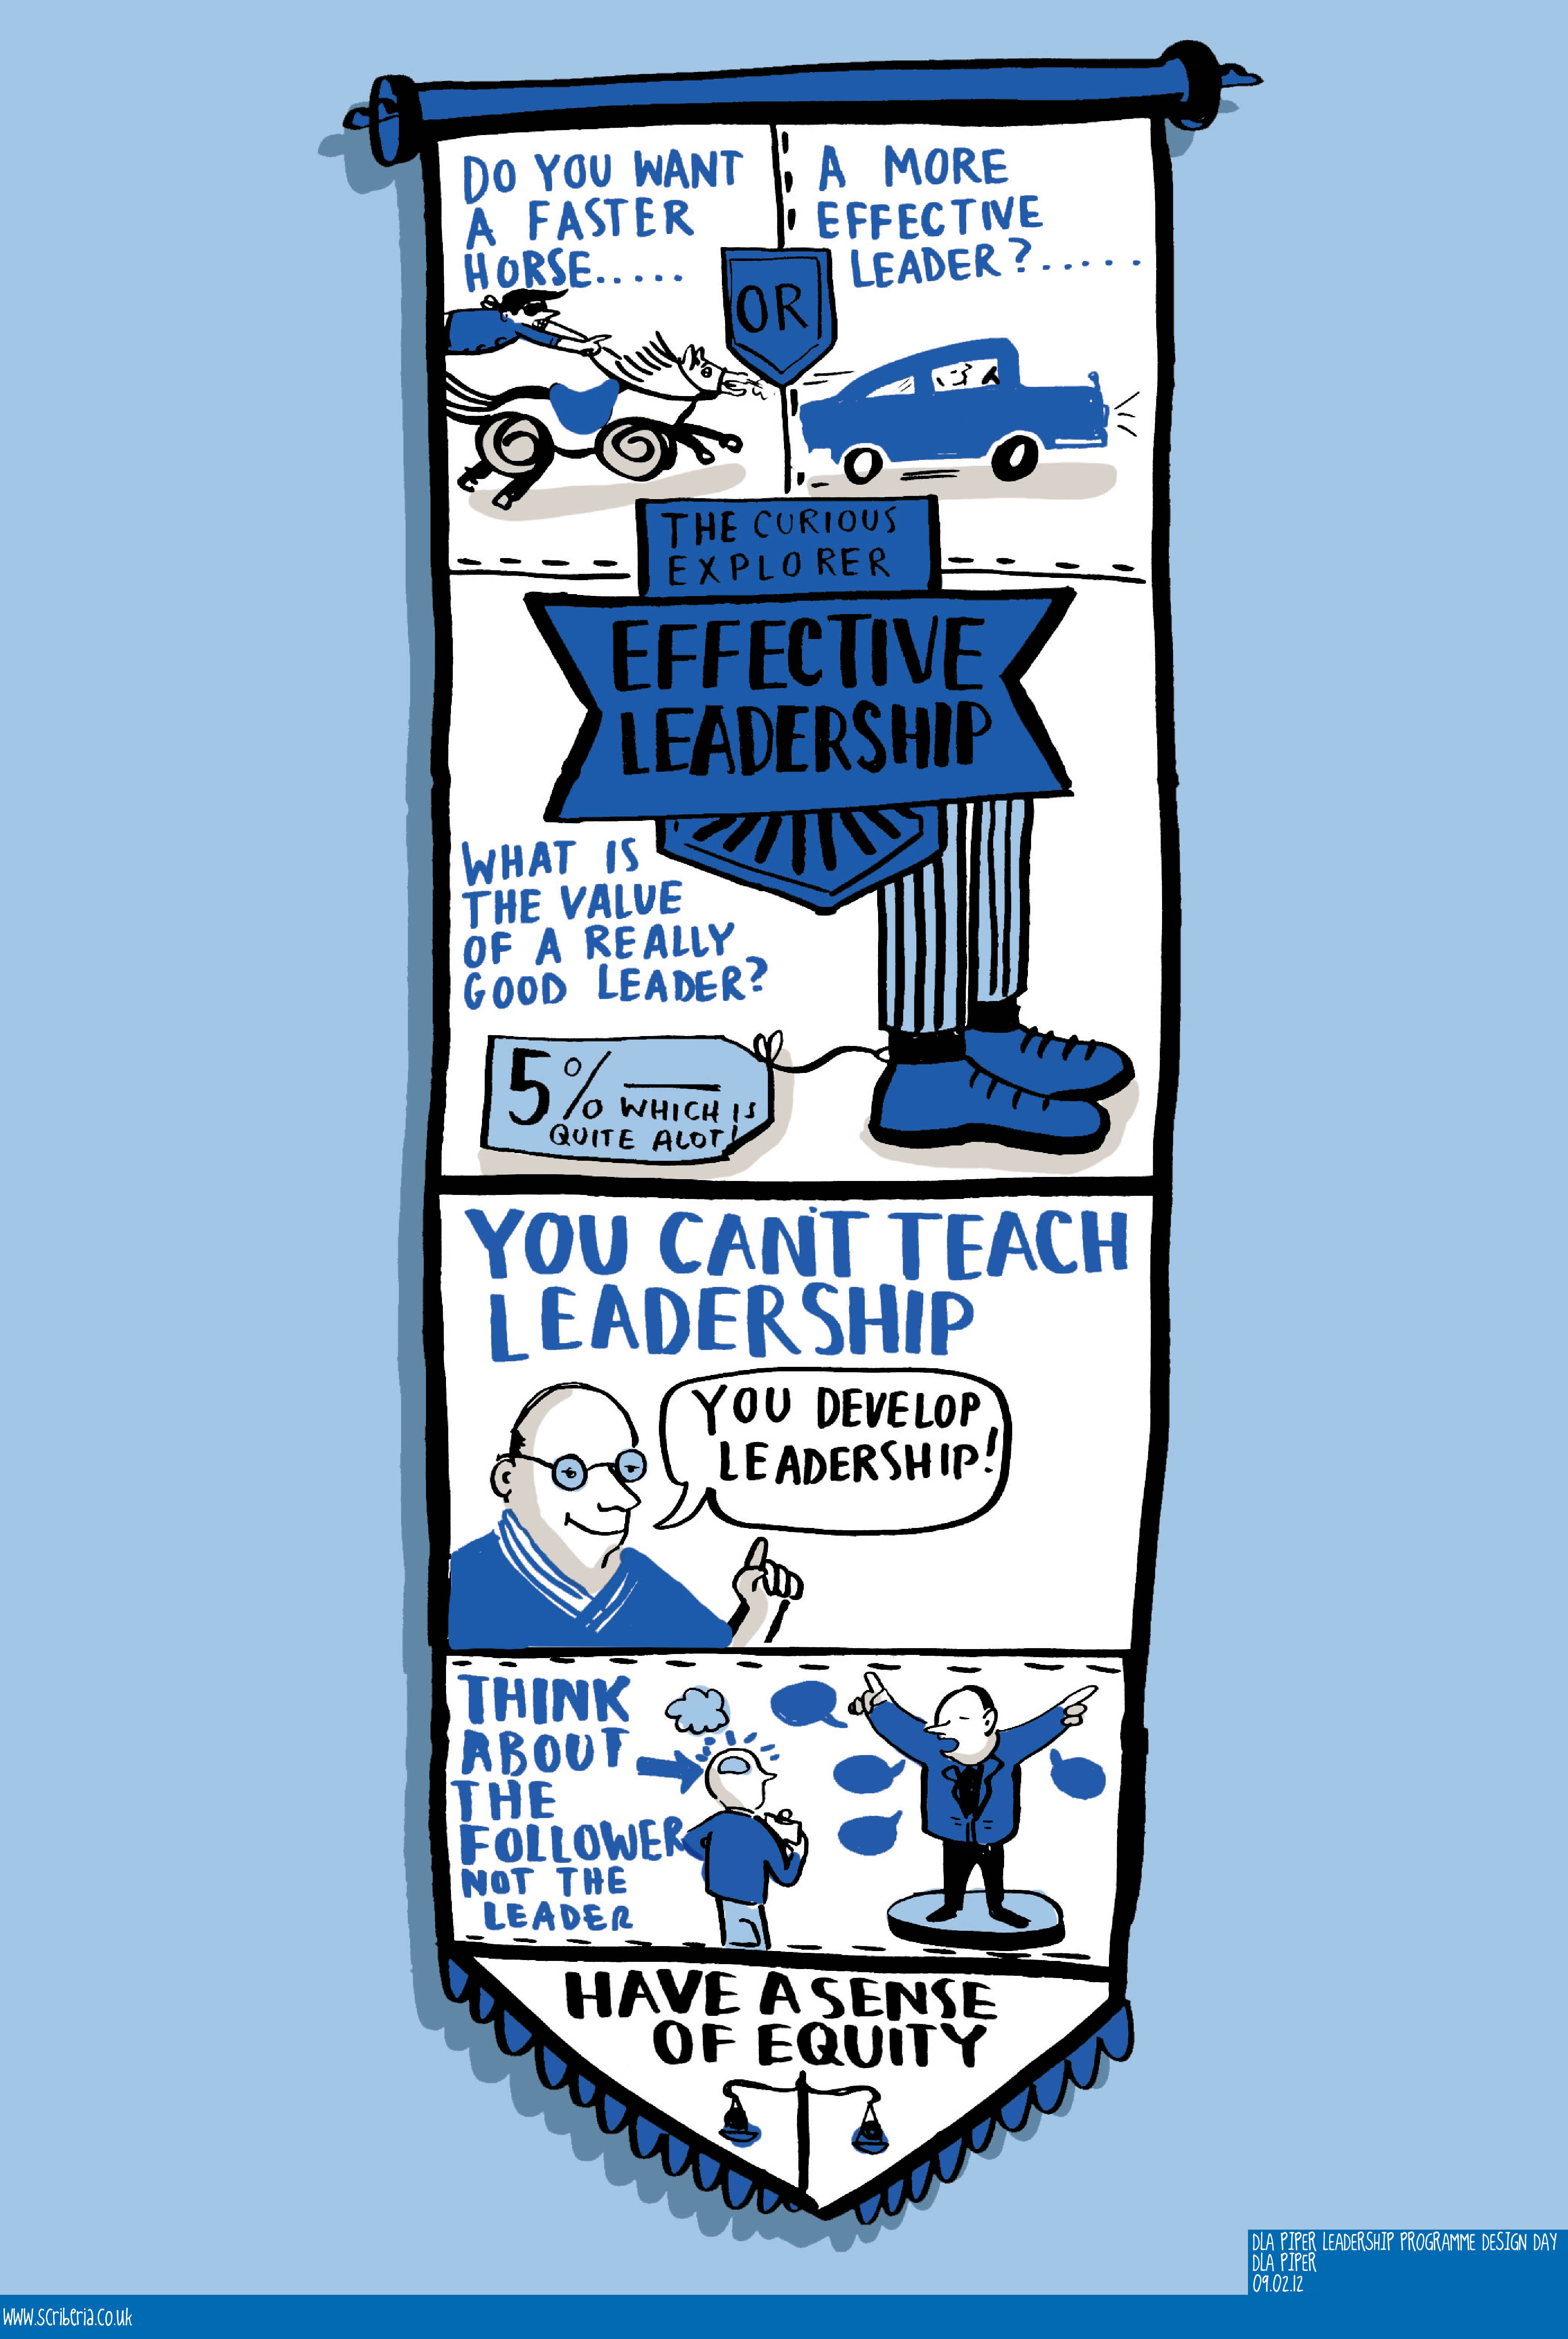 DO YOU WANT
A FASTER
HORSE.....
OR
A MORE
EFFECTIVE
LEADER?.....
THE CURIOUS
EXPLORER
EFFECTIVE
LEADERSHIP
WHAT IS
THE VALUE
OF A REALLY
GOOD LEADER?
5% WHICH IS
QUITE ALOT!
YOU CAN'T TEACH
LEADERSHIP
YOU DEVELOP
LEADERSHIP!
THINK
ABOUT
THE
FOLLOWER
NOT THE
LEADER
HAVE A SENSE
OF EQUITY
DLA PIPER LEADERSHIP PROGRAMME DESIGN DAY
DLA PIPER
09.02.12
www.scriberia.co.uk